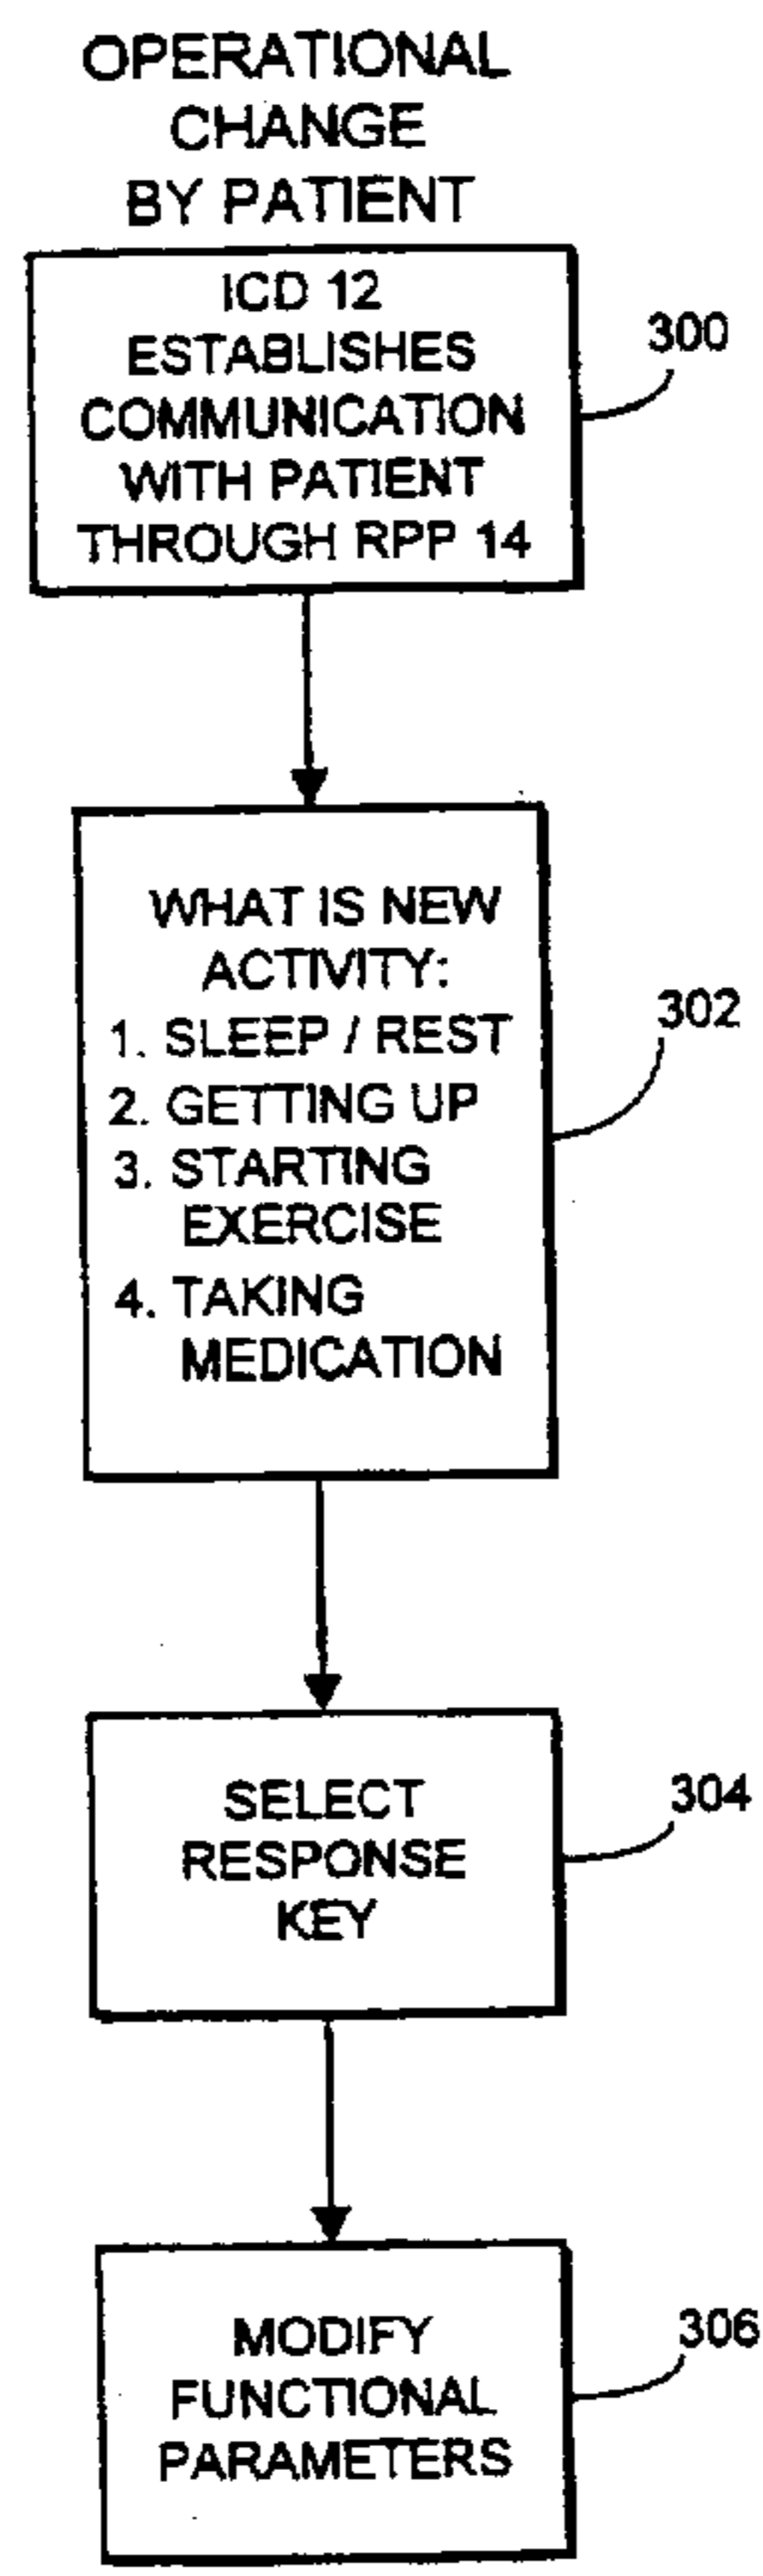 OPERATIONAL
CHANGE
BY PATIENT
ICD 12
ESTABLISHES
COMMUNICATION
WITH PATIENT
THROUGH RPP 14
300
WHAT IS NEW
ACTIVITY:
1. SLEEP / REST
2. GETTING UP
3. STARTING
EXERCISE
4. TAKING
MEDICATION
302
SELECT
RESPONSE
KEY
304
MODIFY
FUNCTIONAL
PARAMETERS
306